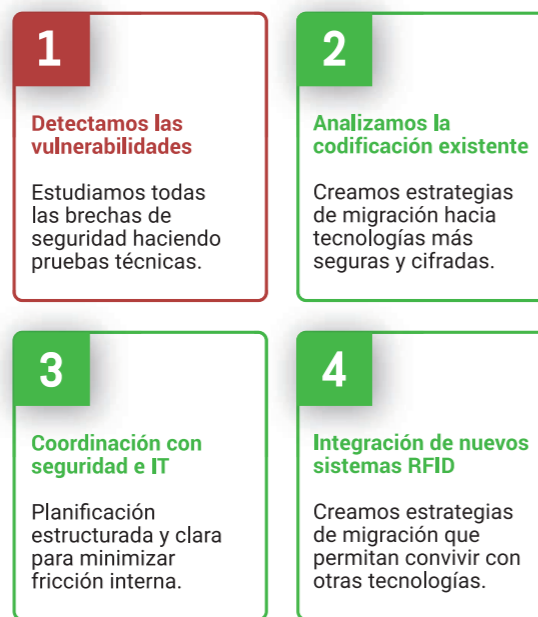 1
Detectamos las
vulnerabilidades
Estudiamos todas
las brechas de
seguridad haciendo
pruebas técnicas.
2
Analizamos la
codificación existente
Creamos estrategias
de migración hacia
tecnologías más
seguras y cifradas.
3
Coordinación con
seguridad e IT
Planificación
estructurada y clara
para minimizar
fricción interna.
4
Integración de nuevos
sistemas RFID
Creamos estrategias
de migración que
permitan convivir con
otras tecnologías.